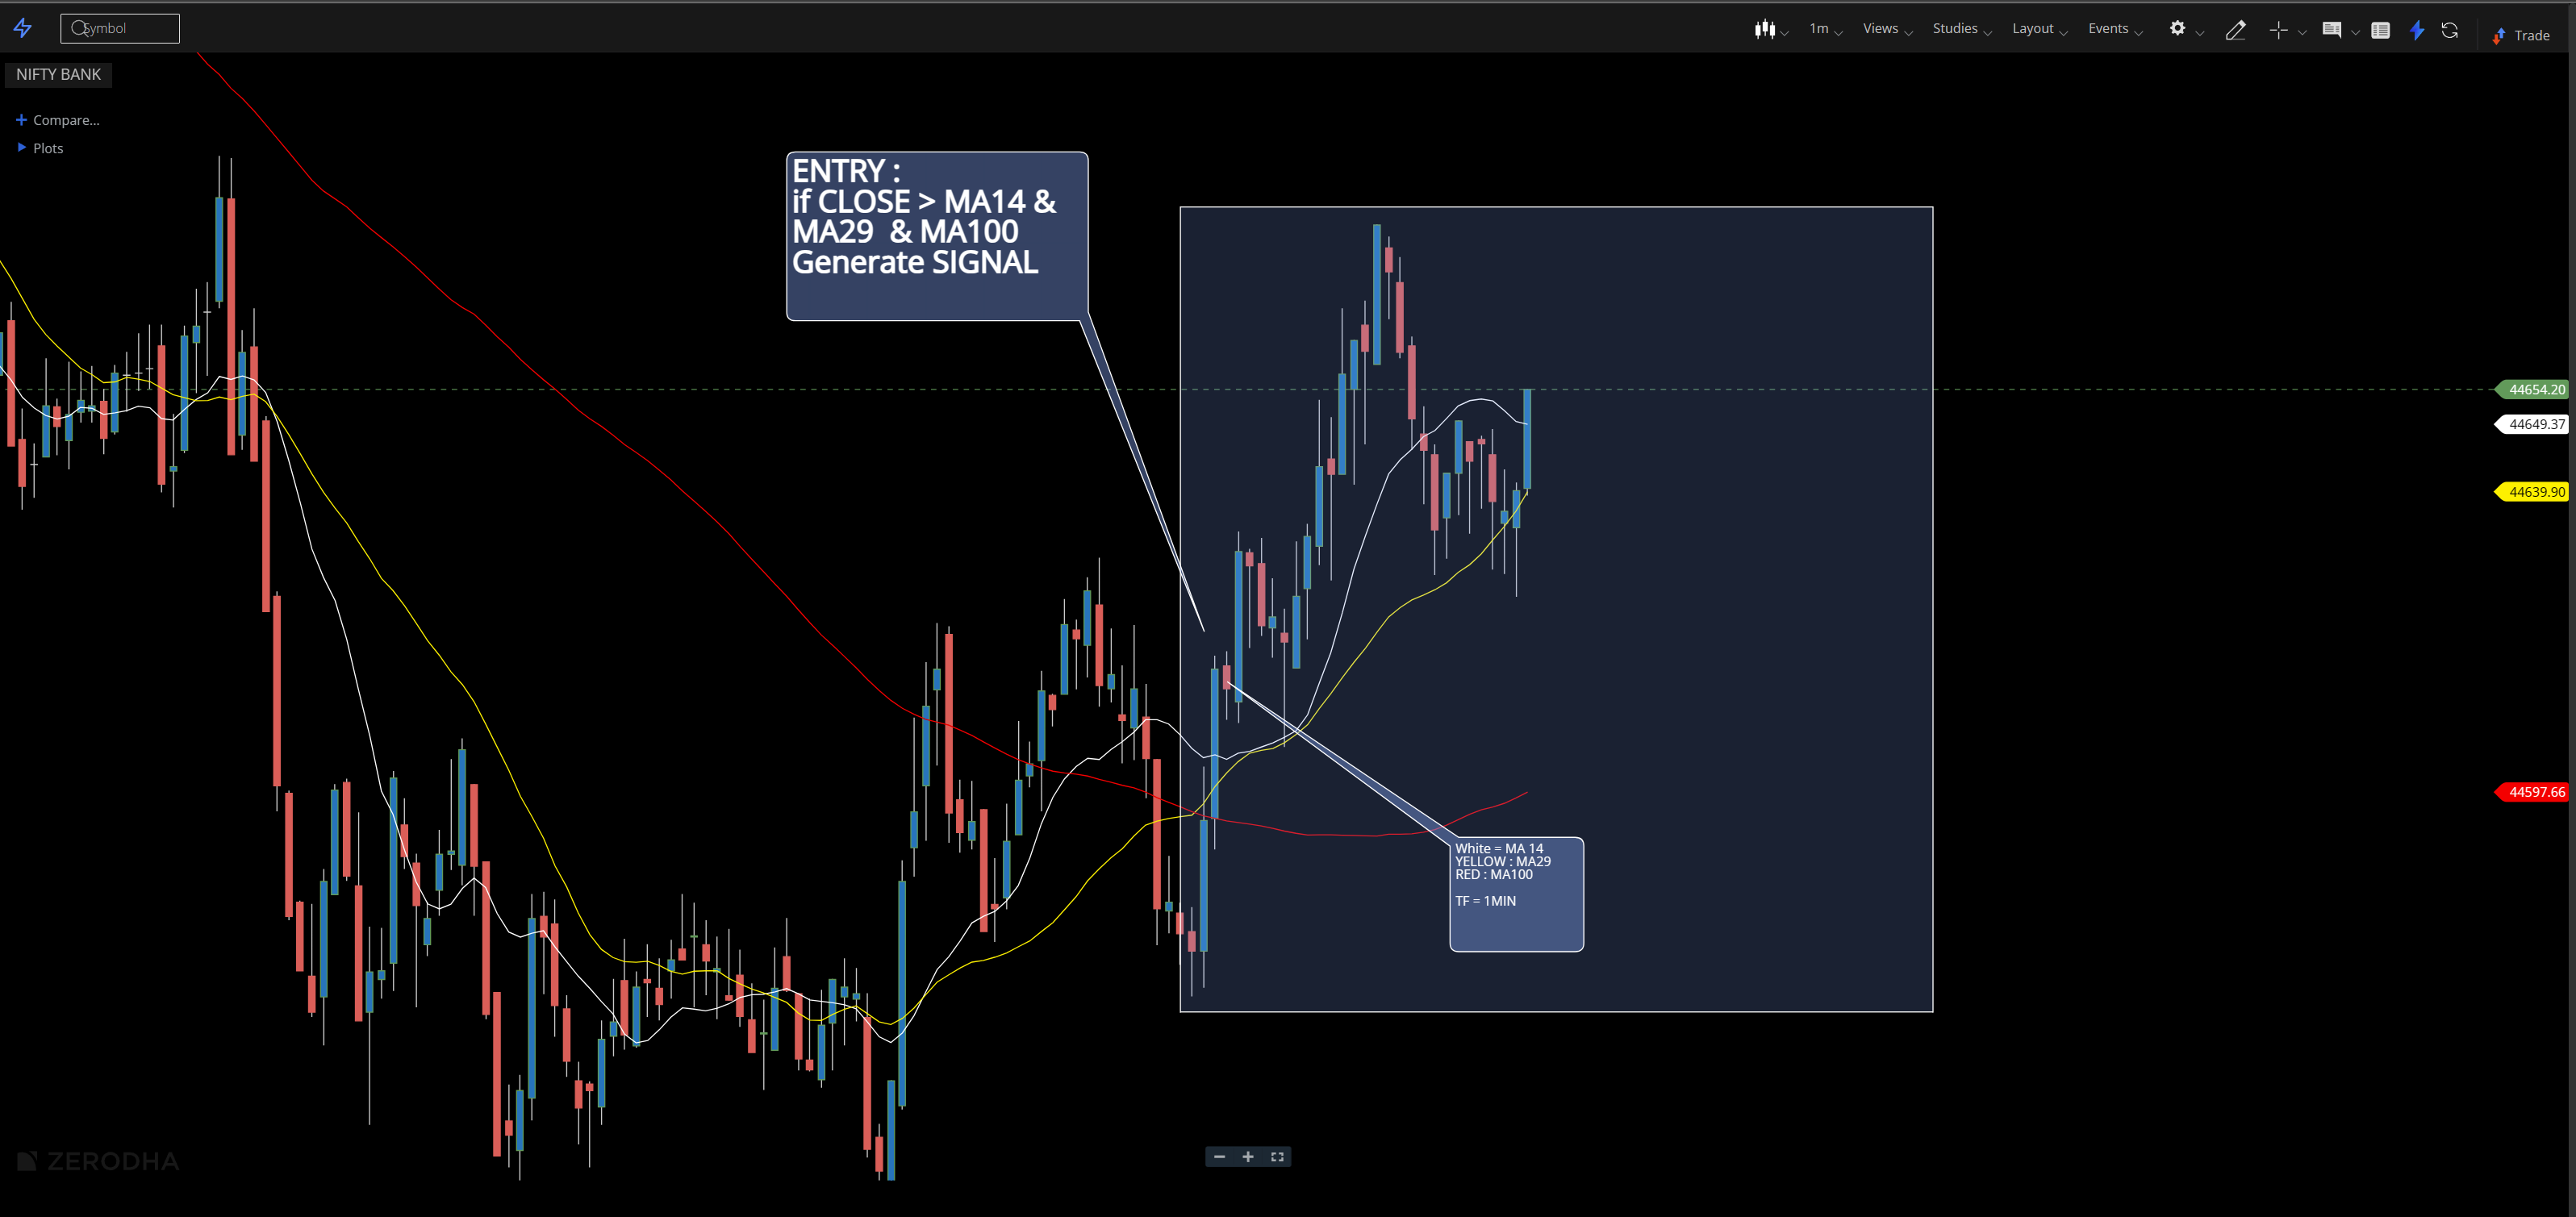 Symbol
1m
Views
Studies
Layout
Events
Trade
NIFTY BANK
Compare...
Plots
ENTRY :
if CLOSE > MA14 &
MA29  & MA100
Generate SIGNAL
44654.20
44649.37
44639.90
44597.66
White = MA 14
YELLOW : MA29
RED : MA100
TF = 1MIN
ZERODHA